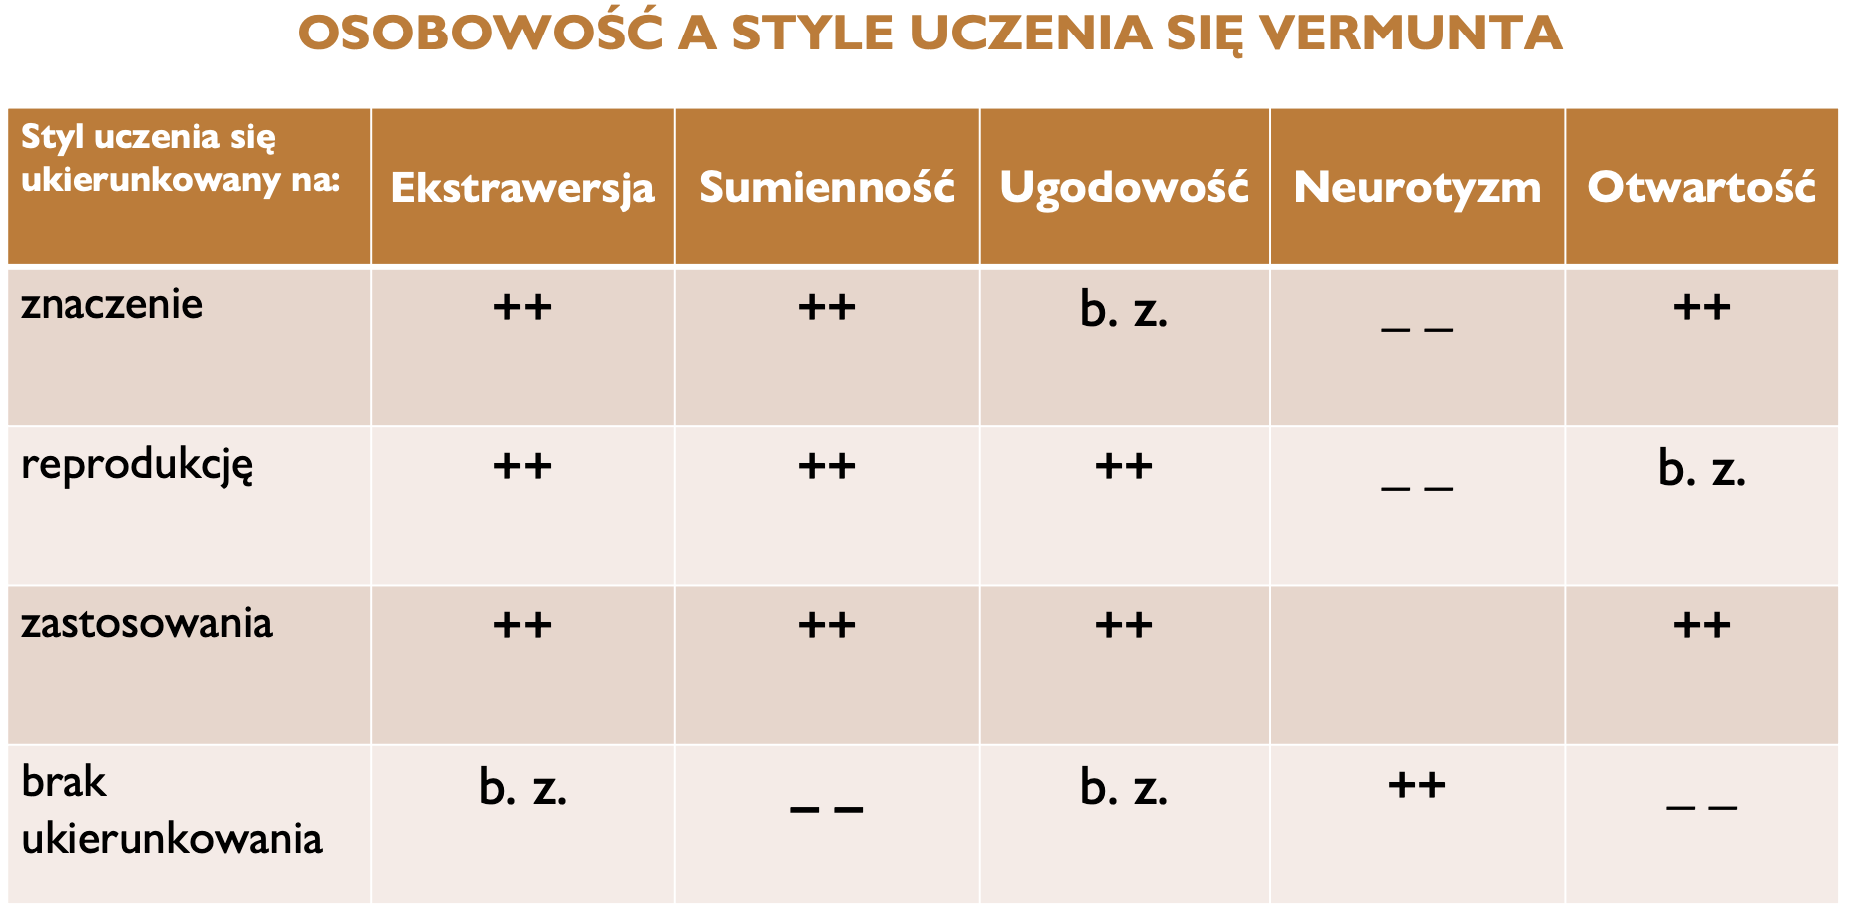 OSOBOWOŚĆ A STYLE UCZENIA SIĘ VERMUNTA
Styl uczenia się
ukierunkowany na:
Ekstrawersja
Sumienność
Ugodowość
Neurotyzm
Otwartość
znaczenie
++
++
b. z.
_ _
++
reprodukcję
++
++
++
_ _
b. z.
zastosowania
++
++
++
++
brak
ukierunkowania
b. z.
_ _
b. z.
++
_ _